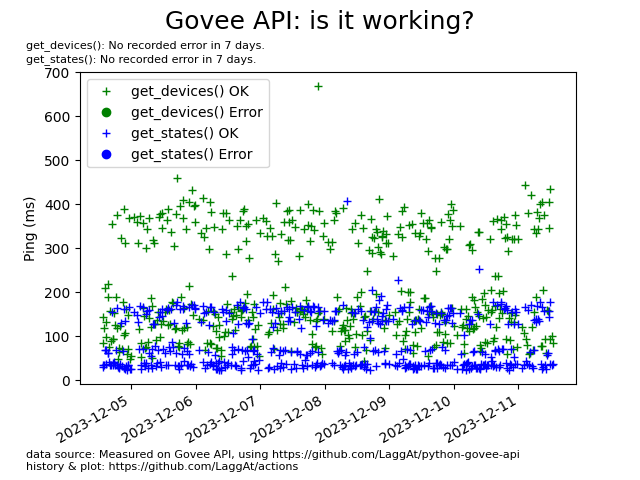 Govee API: is it working?
get_devices(): No recorded error in 7 days.
get_states(): No recorded error in 7 days.
700
600
500
400
300
200
100
0
Ping (ms)
get_devices() OK
get_devices() Error
get_states() OK
get_states() Error
2023-12-05
2023-12-06
2023-12-07
2023-12-08
2023-12-09
2023-12-10
2023-12-11
data source: Measured on Govee API, using https://github.com/LaggAt/python-govee-api
history & plot: https://github.com/LaggAt/actions